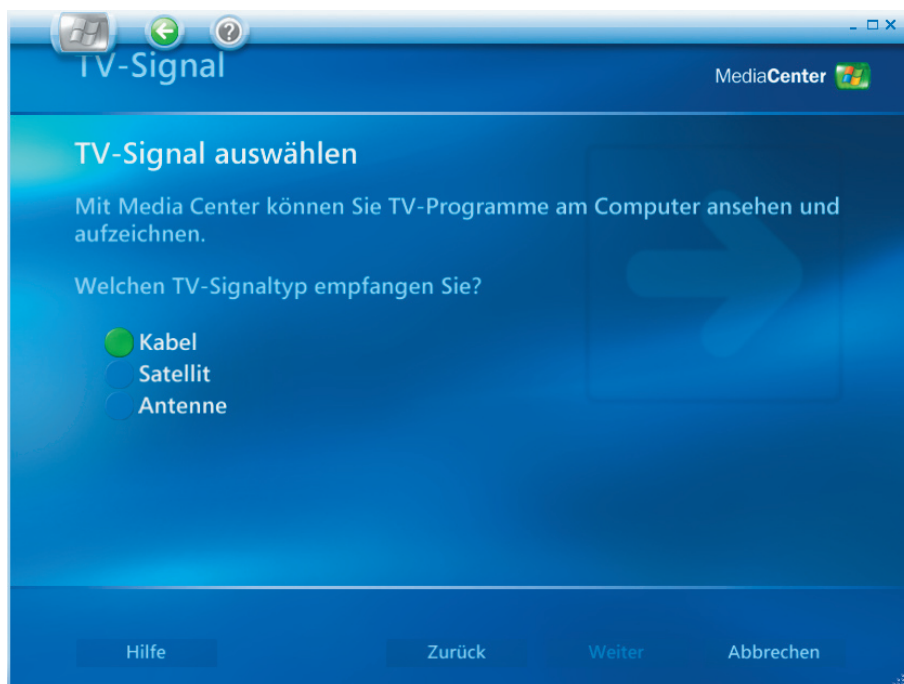 TV-Signal
MediaCenter
TV-Signal auswählen
Mit Media Center können Sie TV-Programme am Computer ansehen und
aufzeichnen.
Welchen TV-Signaltyp empfangen Sie?
Kabel
Satellit
Antenne
Hilfe
Zurück
Weiter
Abbrechen